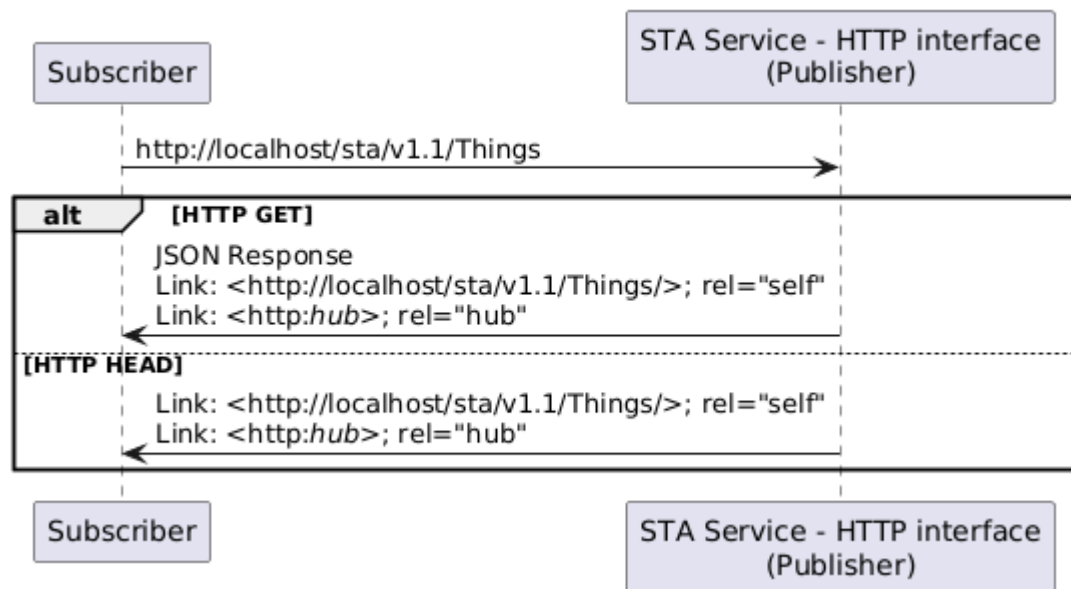 Subscriber
STA Service - HTTP interface
(Publisher)
http://localhost/sta/v1.1/Things
alt [HTTP GET]
JSON Response
Link: <http://localhost/sta/v1.1/Things/>; rel="self"
Link: <http:hub>; rel="hub"
[HTTP HEAD]
Link: <http://localhost/sta/v1.1/Things/>; rel="self"
Link: <http:hub>; rel="hub"
Subscriber
STA Service - HTTP interface
(Publisher)